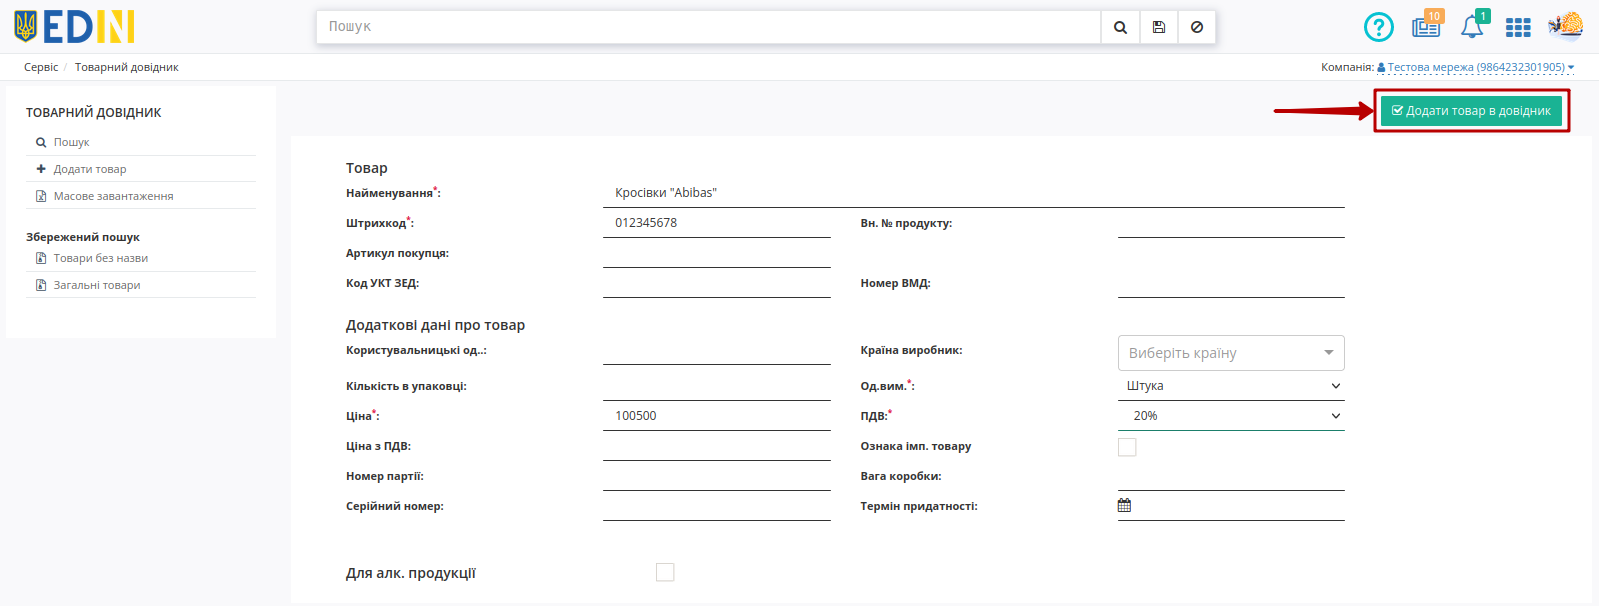 EDIN
Пошук
10
1
Сервіс / Товарний довідник
Компанія: Тестова мережа (9864232301905)
ТОВАРНИЙ ДОВІДНИК
Пошук
Додати товар
Масове завантаження
Збережений пошук
Товари без назви
Загальні товари
Додати товар в довідник
Товар
Найменування*: Кросівки "Abibas"
Штрихкод*: 012345678 Вн. № продукту:
Артикул покупця:
Код УКТ ЗЕД: Номер ВМД:
Додаткові дані про товар
Користувальницькі од..: Країна виробник: Виберіть країну
Кількість в упаковці: Од.вим.*: Штука
Ціна*: 100500 ПДВ:* 20%
Ціна з ПДВ: Ознака імп. товару
Номер партії: Вага коробки:
Серійний номер: Термін придатності:
Для алк. продукції